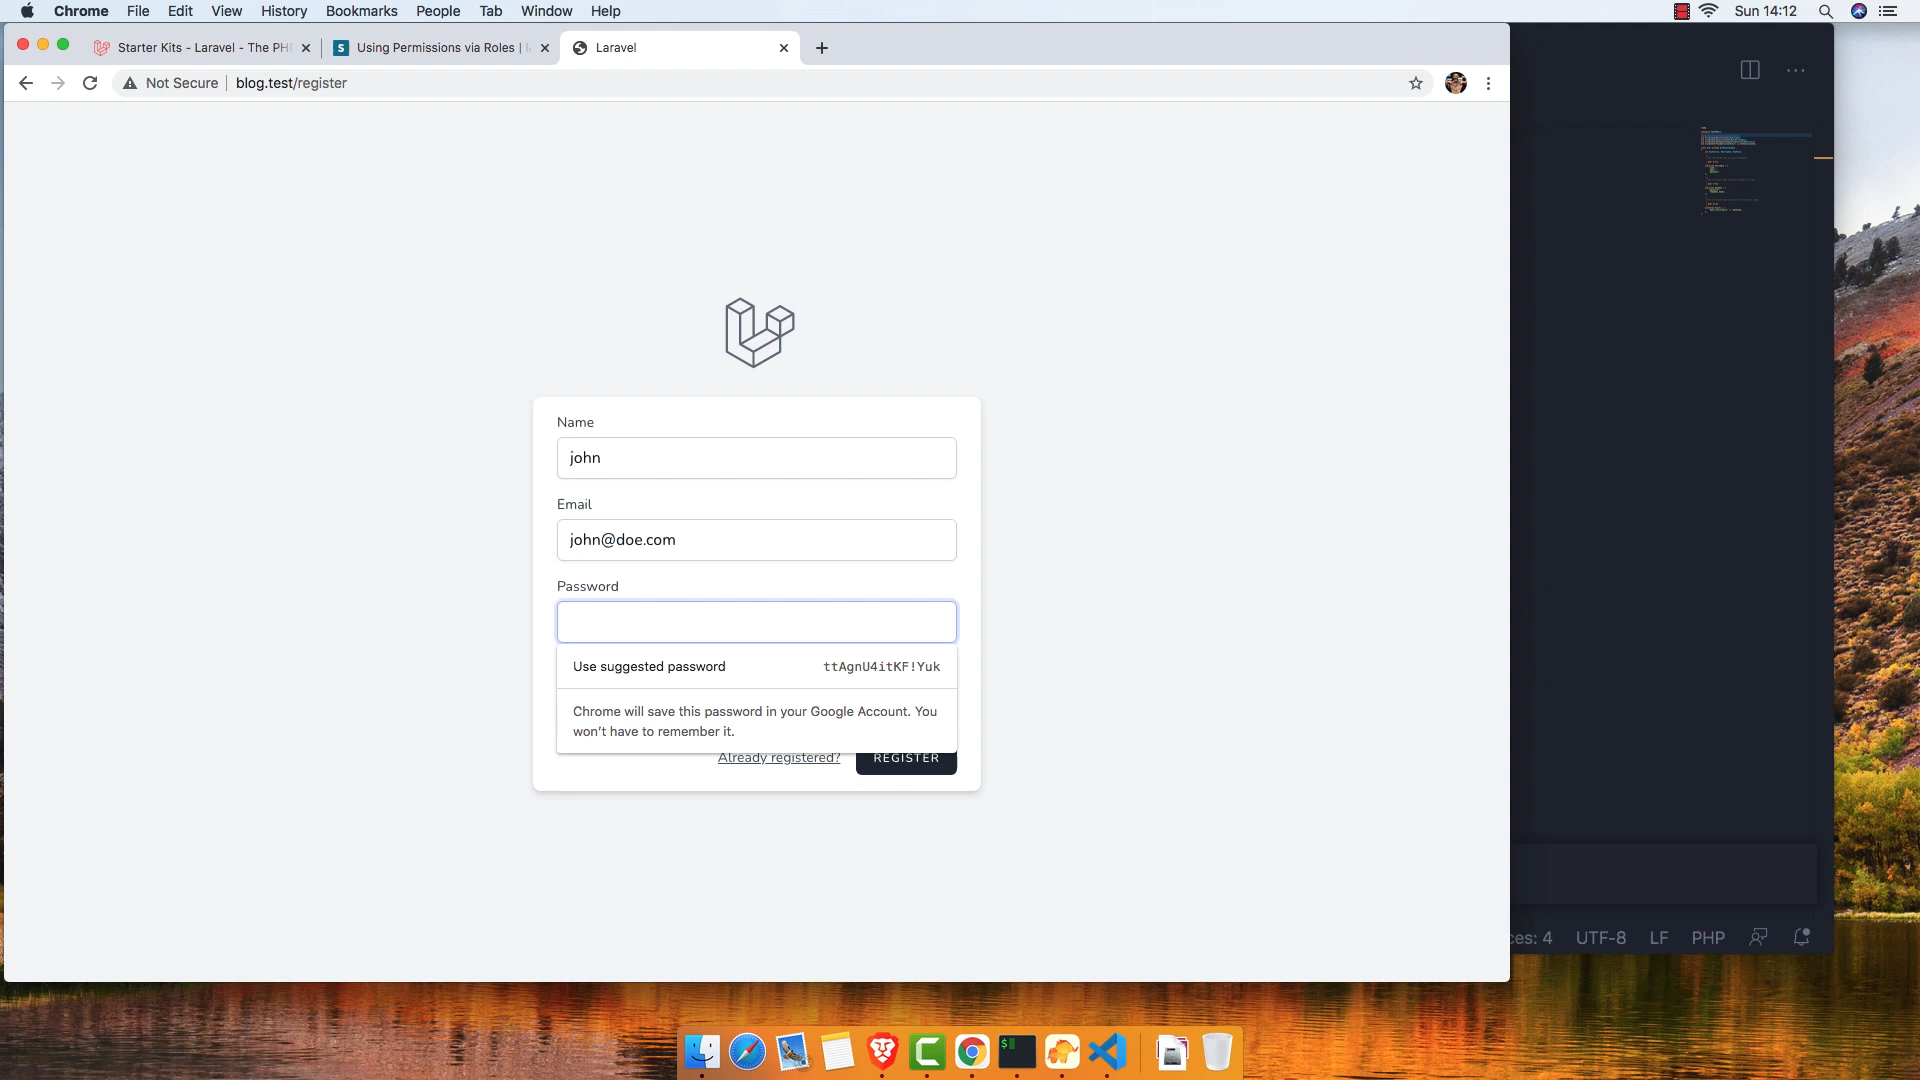 Chrome File Edit View History Bookmarks People Tab Window Help
Sun 14:12
Starter Kits - Laravel - The PH
Using Permissions via Roles |
Laravel
Not Secure
blog.test/register
Name
john
Email
john@doe.com
Password
Use suggested password
ttAgnU4itKF!Yuk
Chrome will save this password in your Google Account. You
won't have to remember it.
Already registered?
REGISTER
ces: 4 UTF-8 LF PHP